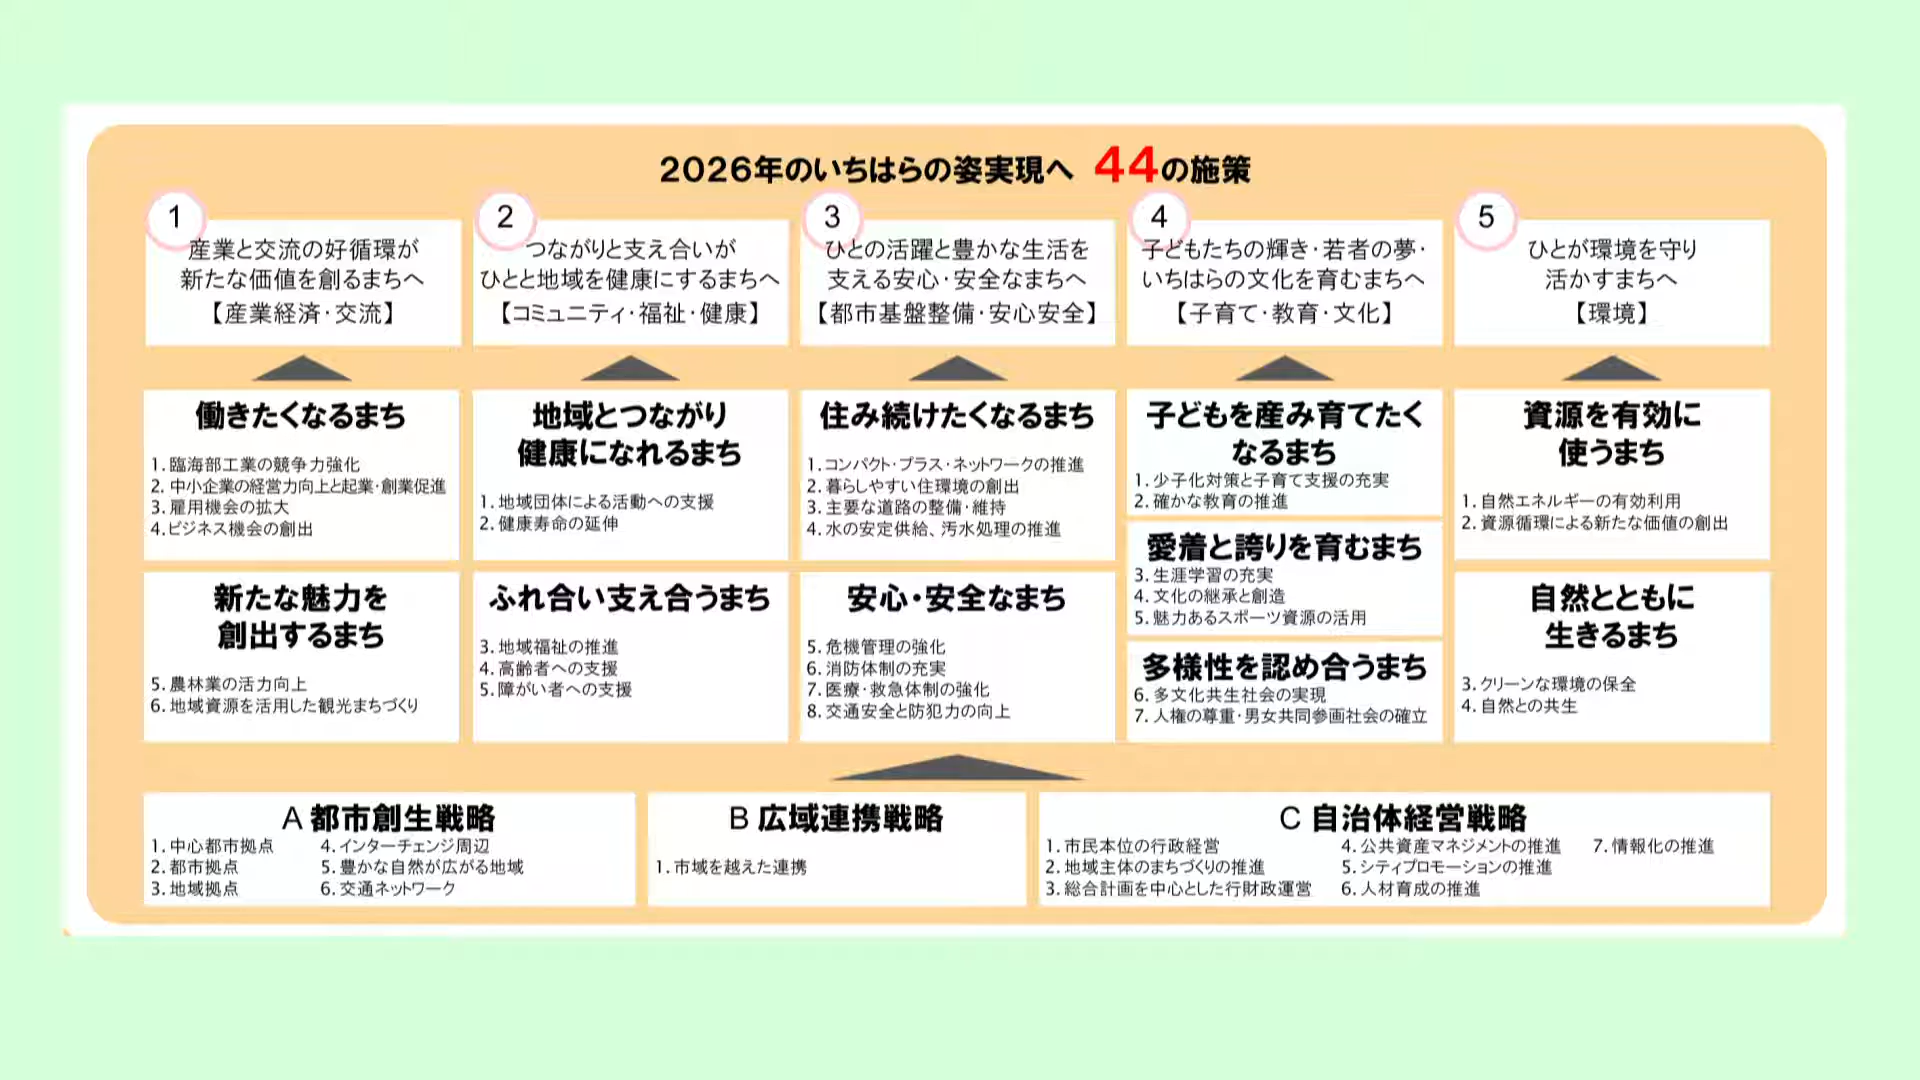 2026年のいちはらの姿実現へ 44の施策
1
産業と交流の好循環が
新たな価値を創るまちへ
【産業経済・交流】
2
つながりと支え合いが
ひとと地域を健康にするまちへ
【コミュニティ・福祉・健康】
3
ひとの活躍と豊かな生活を
支える安心・安全なまちへ
【都市基盤整備・安心安全】
4
子どもたちの輝き・若者の夢・
いちはらの文化を育むまちへ
【子育て・教育・文化】
5
ひとが環境を守り
活かすまちへ
【環境】
働きたくなるまち
1. 臨海部工業の競争力強化
2. 中小企業の経営力向上と起業・創業促進
3. 雇用機会の拡大
4.ビジネス機会の創出
新たな魅力を
創出するまち
5. 農林業の活力向上
6. 地域資源を活用した観光まちづくり
地域とつながり
健康になれるまち
1. 地域団体による活動への支援
2. 健康寿命の延伸
ふれ合い支え合うまち
3. 地域福祉の推進
4. 高齢者への支援
5. 障がい者への支援
住み続けたくなるまち
1. コンパクト・プラス・ネットワークの推進
2. 暮らしやすい住環境の創出
3. 主要な道路の整備・維持
4. 水の安定供給、汚水処理の推進
安心・安全なまち
5. 危機管理の強化
6. 消防体制の充実
7. 医療・救急体制の強化
8. 交通安全と防犯力の向上
子どもを産み育てたく
なるまち
1. 少子化対策と子育て支援の充実
2. 確かな教育の推進
愛着と誇りを育むまち
3. 生涯学習の充実
4. 文化の継承と創造
5. 魅力あるスポーツ資源の活用
多様性を認め合うまち
6. 多文化共生社会の実現
7. 人権の尊重・男女共同参画社会の確立
資源を有効に
使うまち
1. 自然エネルギーの有効利用
2. 資源循環による新たな価値の創出
自然とともに
生きるまち
3. クリーンな環境の保全
4. 自然との共生
A 都市創生戦略
1. 中心都市拠点
2. 都市拠点
3. 地域拠点
4. インターチェンジ周辺
5. 豊かな自然が広がる地域
6. 交通ネットワーク
B 広域連携戦略
1. 市域を越えた連携
C 自治体経営戦略
1. 市民本位の行政経営
2. 地域主体のまちづくりの推進
3. 総合計画を中心とした行財政運営
4. 公共資産マネジメントの推進
5. シティプロモーションの推進
6. 人材育成の推進
7. 情報化の推進